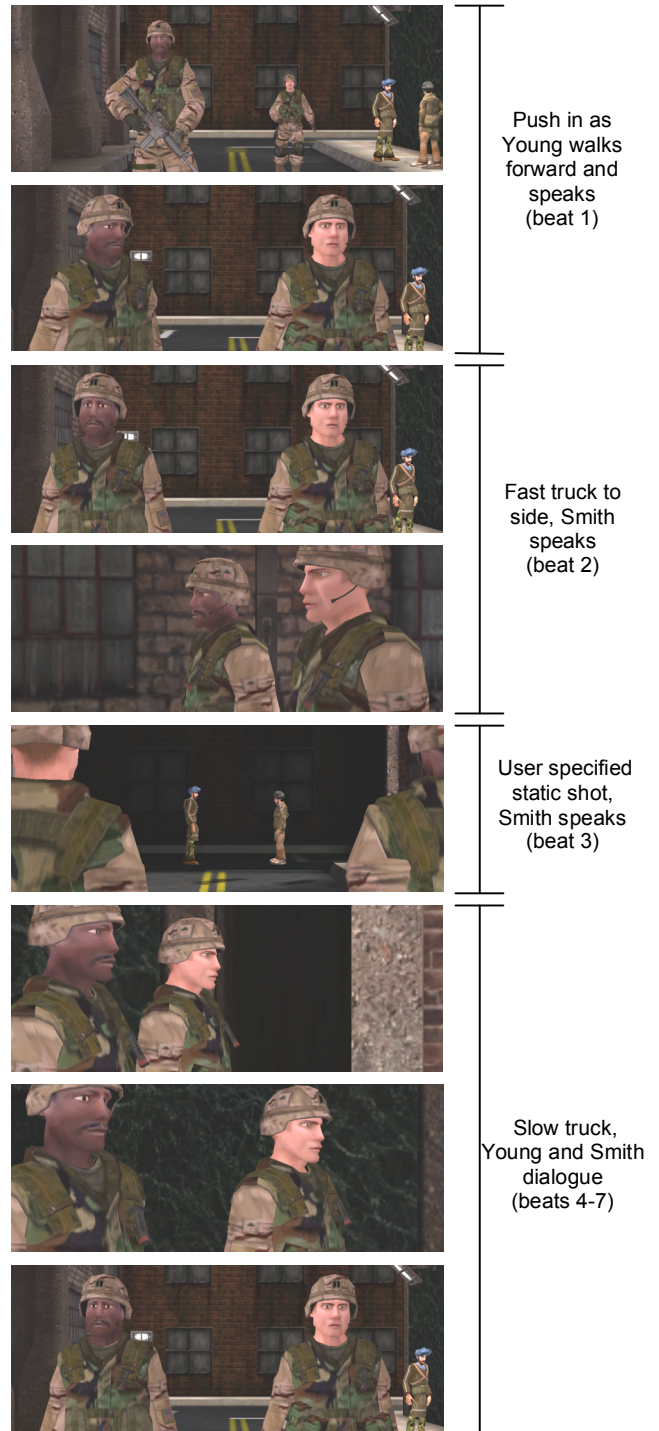 Push in as
Young walks
forward and
speaks
(beat 1)
Fast truck to
side, Smith
speaks
(beat 2)
User specified
static shot,
Smith speaks
(beat 3)
Slow truck,
Young and Smith
dialogue
(beats 4-7)